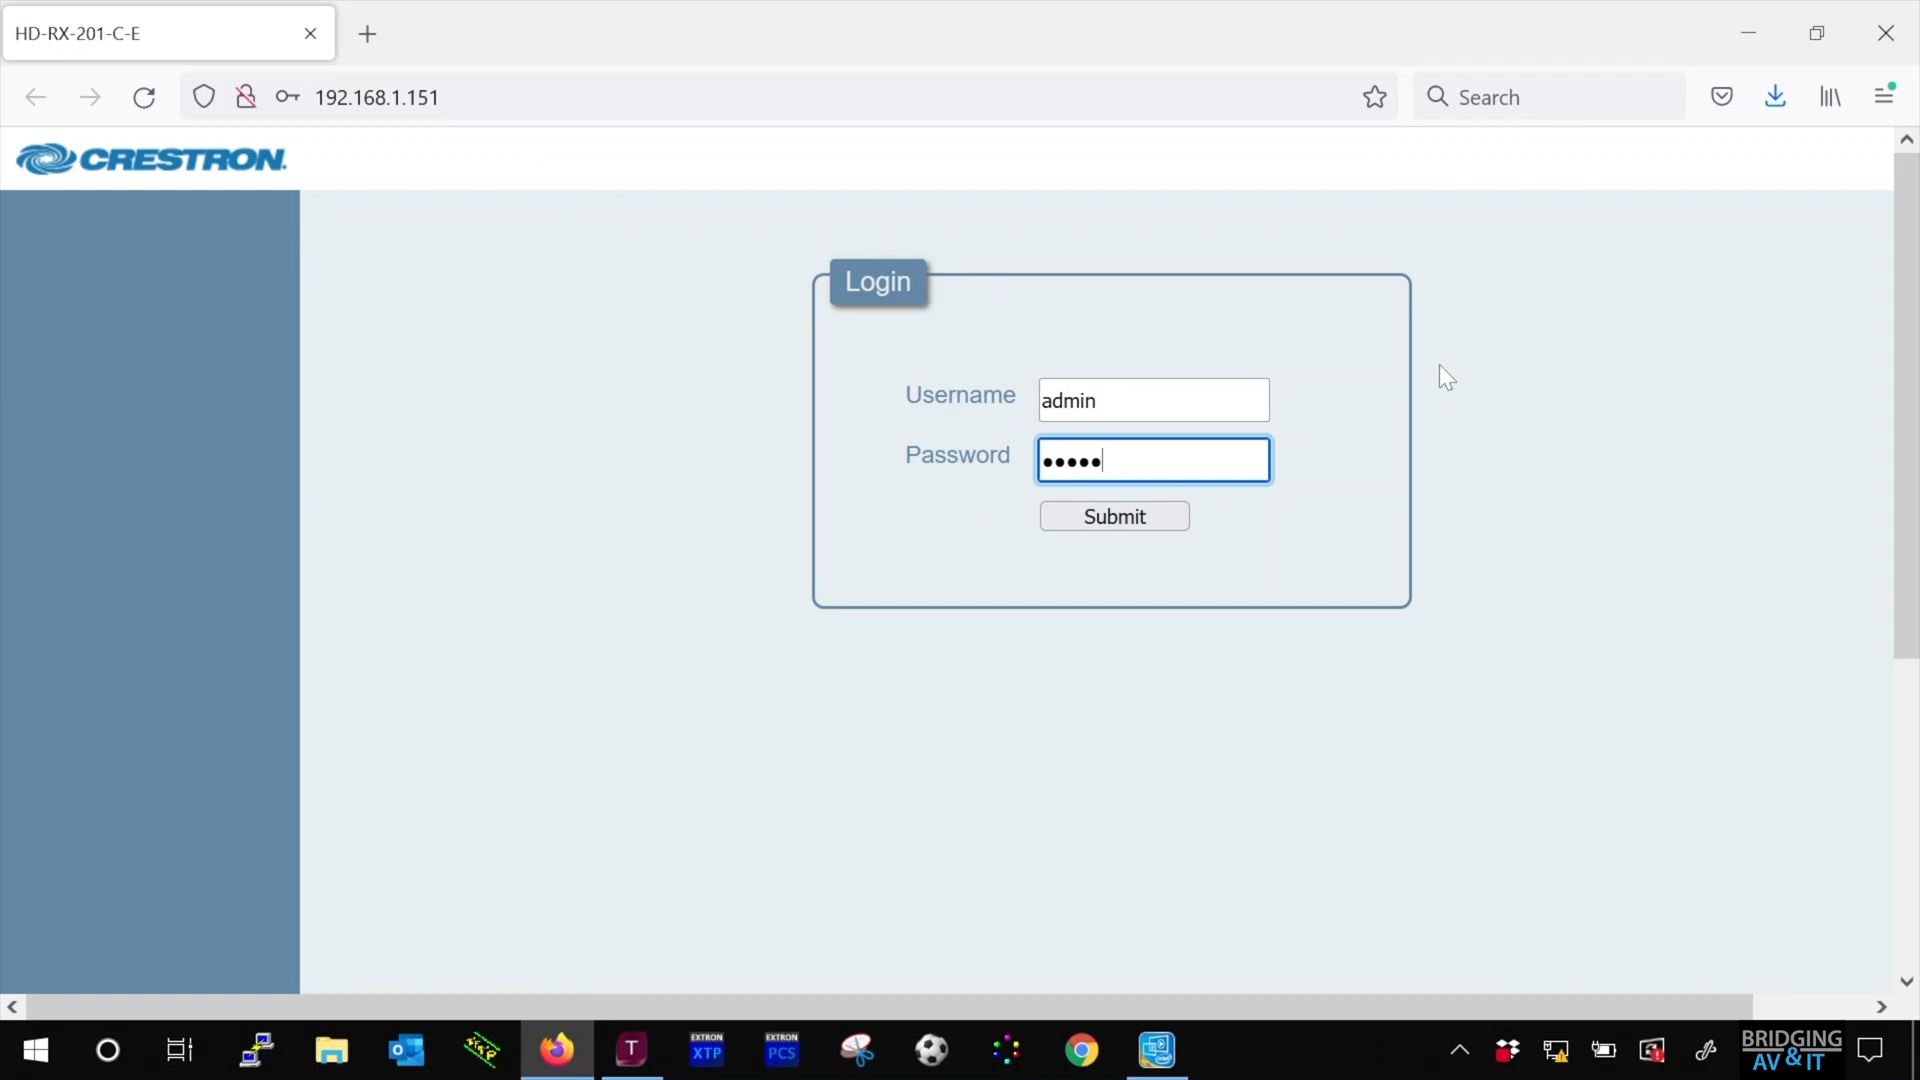 HD-RX-201-C-E
192.168.1.151
Search
CRESTRON
Login
Username
admin
Password
•••••
Submit
T
EXTRON
XTP
EXTRON
PCS
BRIDGING
AV&IT